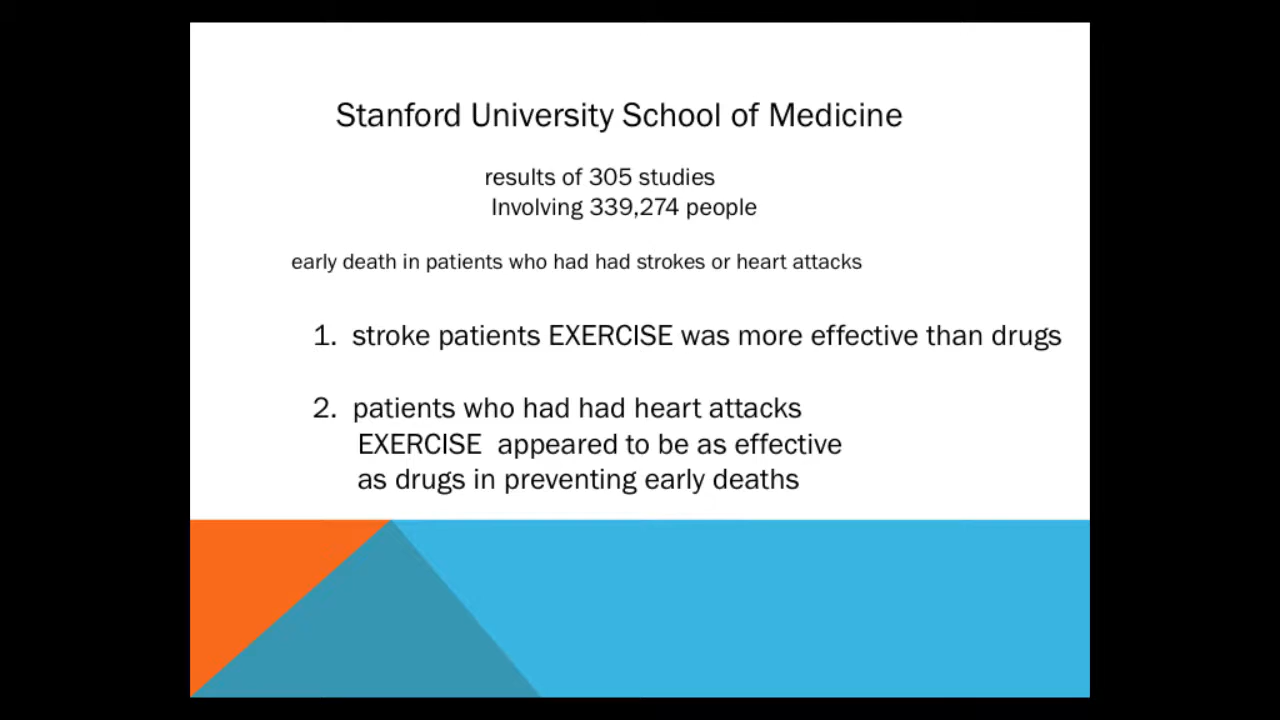 Stanford University School of Medicine
results of 305 studies
Involving 339,274 people
early death in patients who had had strokes or heart attacks
1. stroke patients EXERCISE was more effective than drugs
2. patients who had had heart attacks
EXERCISE appeared to be as effective
as drugs in preventing early deaths